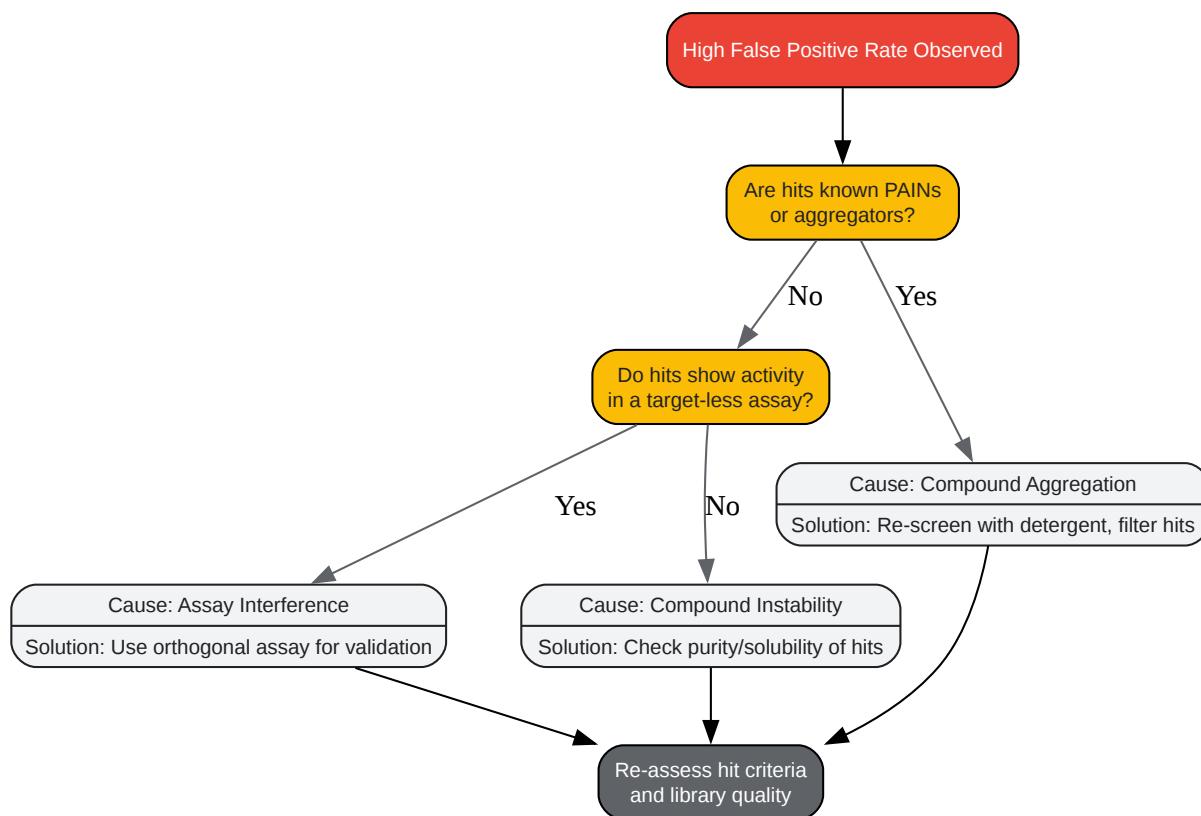 High False Positive Rate Observed
Are hits known PAINs
or aggregators?
No
Yes
Do hits show activity
in a target-less assay?
Cause: Compound Aggregation
Solution: Re-screen with detergent, filter hits
Yes
No
Cause: Assay Interference
Solution: Use orthogonal assay for validation
Cause: Compound Instability
Solution: Check purity/solubility of hits
Re-assess hit criteria
and library quality